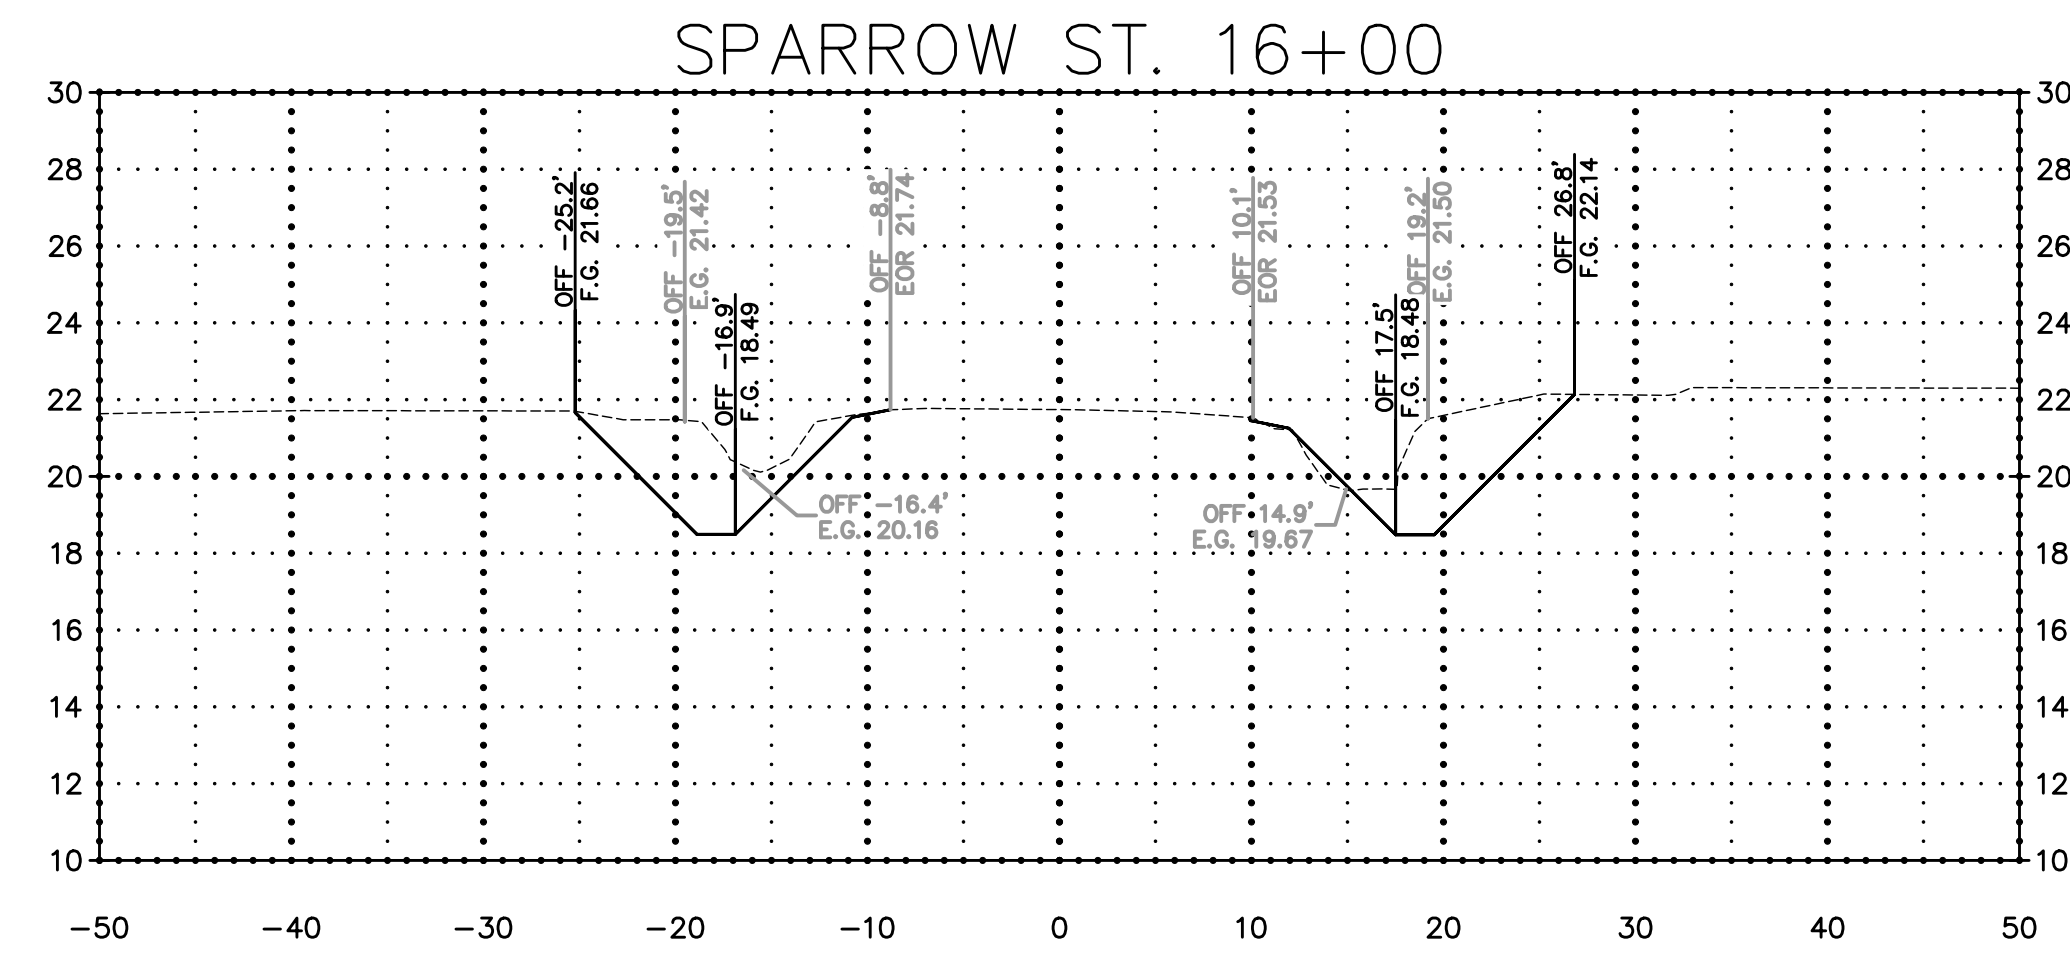 SPARROW ST. 16+00
30
30
28
28
26
26
24
24
22
22
20
20
18
18
16
16
14
14
12
12
10
10
OFF -25.2'
F.G. 21.66
OFF -19.5'
E.G. 21.42
OFF -16.9'
F.G. 18.49
OFF -8.8'
EOR 21.74
OFF 10.1'
EOR 21.53
OFF 17.5'
F.G. 18.48
OFF 19.2'
E.G. 21.50
OFF 26.8'
F.G. 22.14
OFF -16.4'
E.G. 20.16
OFF 14.9'
E.G. 19.67
-50 -40 -30 -20 -10 0 10 20 30 40 50